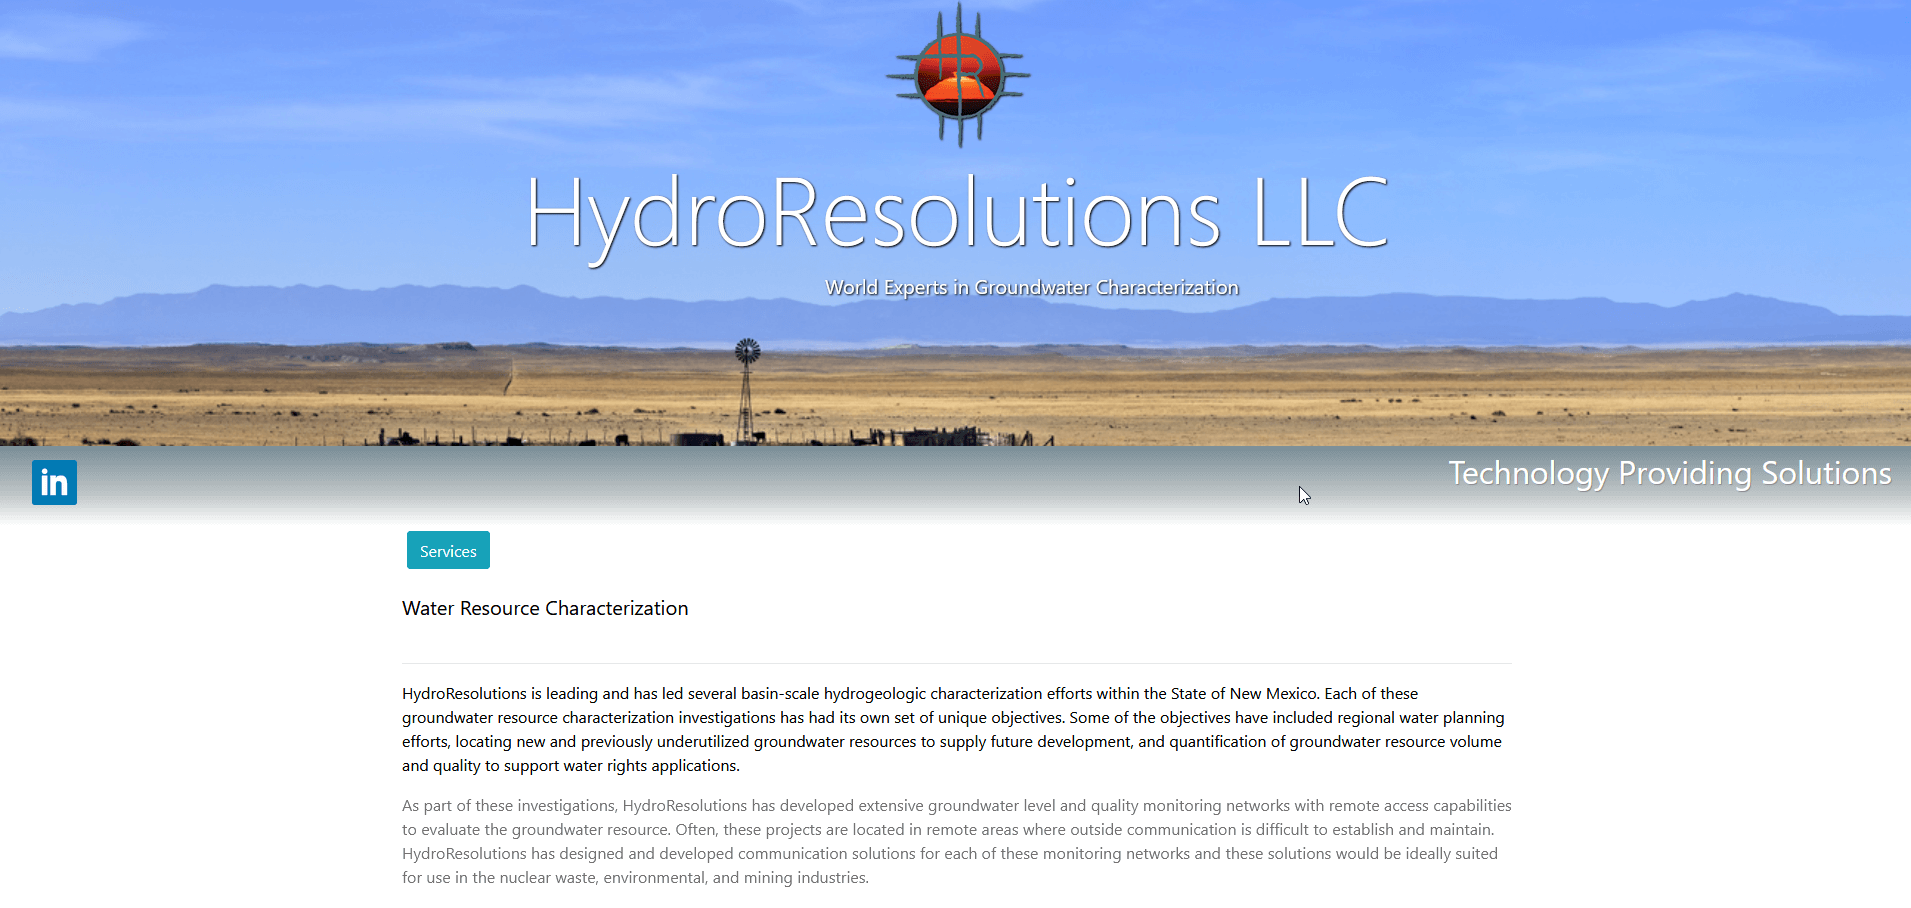 HydroResolutions LLC
World Experts in Groundwater Characterization
in
Technology Providing Solutions
Services
Water Resource Characterization
HydroResolutions is leading and has led several basin-scale hydrogeologic characterization efforts within the State of New Mexico. Each of these
groundwater resource characterization investigations has had its own set of unique objectives. Some of the objectives have included regional water planning
efforts, locating new and previously underutilized groundwater resources to supply future development, and quantification of groundwater resource volume
and quality to support water rights applications.
As part of these investigations, HydroResolutions has developed extensive groundwater level and quality monitoring networks with remote access capabilities
to evaluate the groundwater resource. Often, these projects are located in remote areas where outside communication is difficult to establish and maintain.
HydroResolutions has designed and developed communication solutions for each of these monitoring networks and these solutions would be ideally suited
for use in the nuclear waste, environmental, and mining industries.